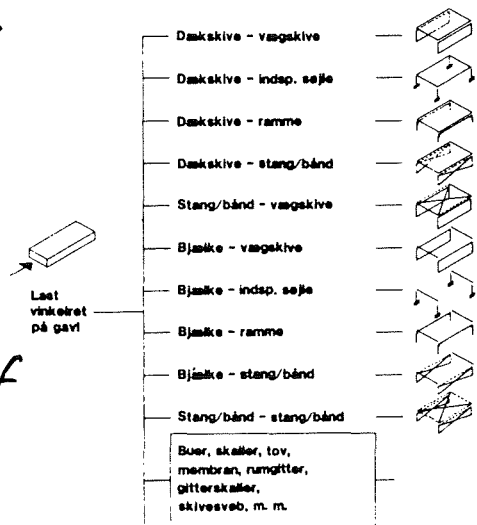 Dækskive - vægskive
Dækskive - indsp. søjle
Dækskive - ramme
Dækskive - stang/bånd
Stang/bånd - vægskive
Bjælke - vægskive
Bjælke - indsp. søjle
Last
vinkelret
på gavl
Bjælke - ramme
Bjælke - stang/bånd
Stang/bånd - stang/bånd
Buer, skaller, tov,
membran, rumgitter,
gitterskaller,
skivesveb, m. m.